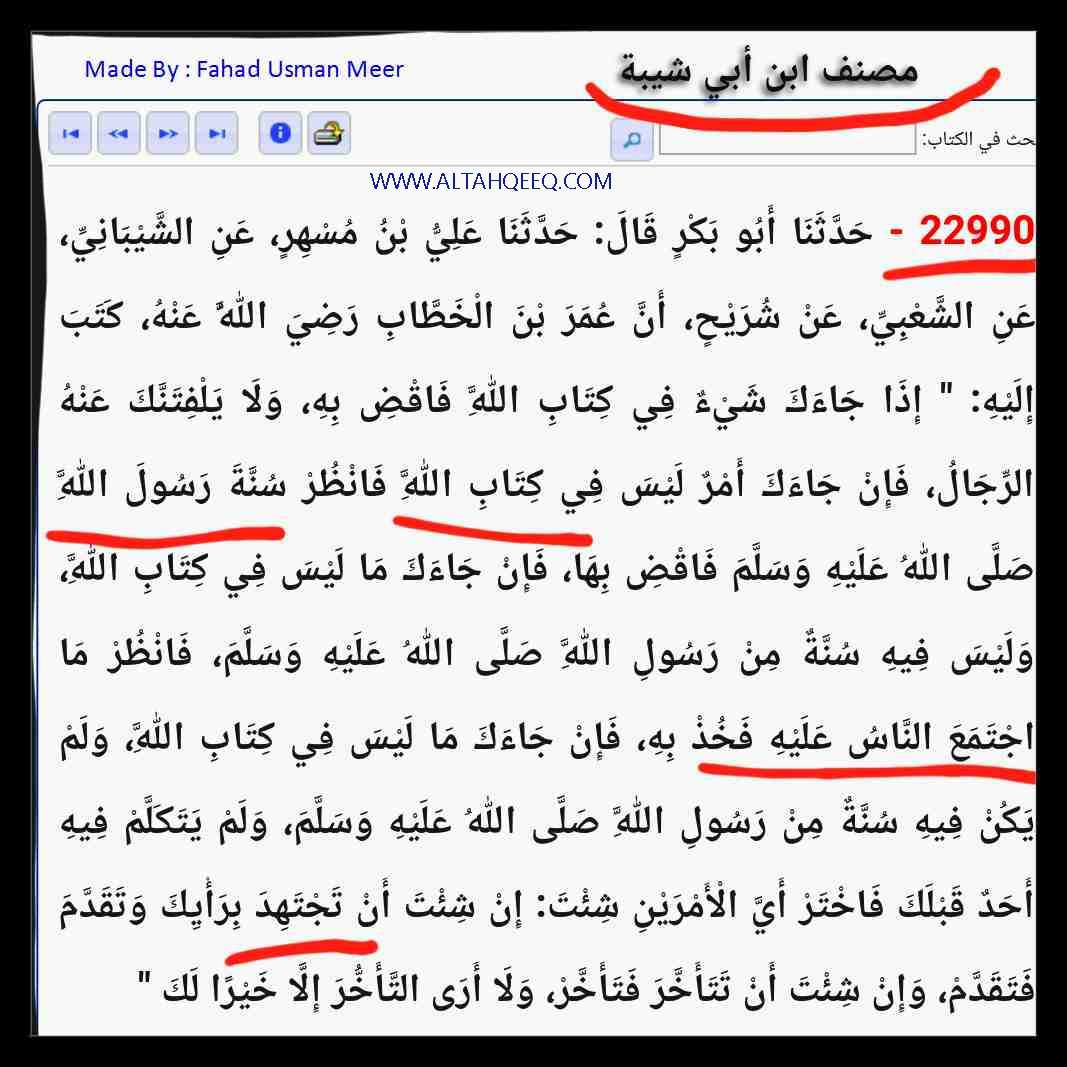 Made By : Fahad Usman Meer
مصنف ابن أبي شيبة
بحث في الكتاب:
WWW.ALTAHQEEQ.COM
22990 - حَدَّثَنَا أَبُو بَكْرٍ قَالَ: حَدَّثَنَا عَلِيُّ بْنُ مُسْهِرٍ، عَنِ الشَّيْبَانِيِّ،
عَنِ الشَّعْبِيِّ، عَنْ شُرَيْحٍ، أَنَّ عُمَرَ بْنَ الْخَطَّابِ رَضِيَ اللَّهُ عَنْهُ، كَتَبَ
إِلَيْهِ: " إِذَا جَاءَكَ شَيْءٌ فِي كِتَابِ اللَّهِ فَاقْضِ بِهِ، وَلَا يَلْفِتَنَّكَ عَنْهُ
الرِّجَالُ، فَإِنْ جَاءَكَ أَمْرٌ لَيْسَ فِي كِتَابِ اللَّهِ فَانْظُرْ سُنَّةَ رَسُولَ اللَّهِ
صَلَّى اللهُ عَلَيْهِ وَسَلَّمَ فَاقْضِ بِهَا، فَإِنْ جَاءَكَ مَا لَيْسَ فِي كِتَابِ اللَّهِ،
وَلَيْسَ فِيهِ سُنَّةٌ مِنْ رَسُولِ اللَّهِ صَلَّى اللهُ عَلَيْهِ وَسَلَّمَ، فَانْظُرْ مَا
اجْتَمَعَ النَّاسُ عَلَيْهِ فَخُذْ بِهِ، فَإِنْ جَاءَكَ مَا لَيْسَ فِي كِتَابِ اللَّهِ، وَلَمْ
يَكُنْ فِيهِ سُنَّةٌ مِنْ رَسُولِ اللَّهِ صَلَّى اللهُ عَلَيْهِ وَسَلَّمَ، وَلَمْ يَتَكَلَّمْ فِيهِ
أَحَدٌ قَبْلَكَ فَاخْتَرْ أَيَّ الْأَمْرَيْنِ شِئْتَ: إِنْ شِئْتَ أَنْ تَجْتَهِدَ بِرَأْيِكَ وَتَقَدَّمَ
فَتَقَدَّمْ، وَإِنْ شِئْتَ أَنْ تَتَأَخَّرَ فَتَأَخَّرْ، وَلَا أَرَى التَّأَخُّرَ إِلَّا خَيْرًا لَكَ "